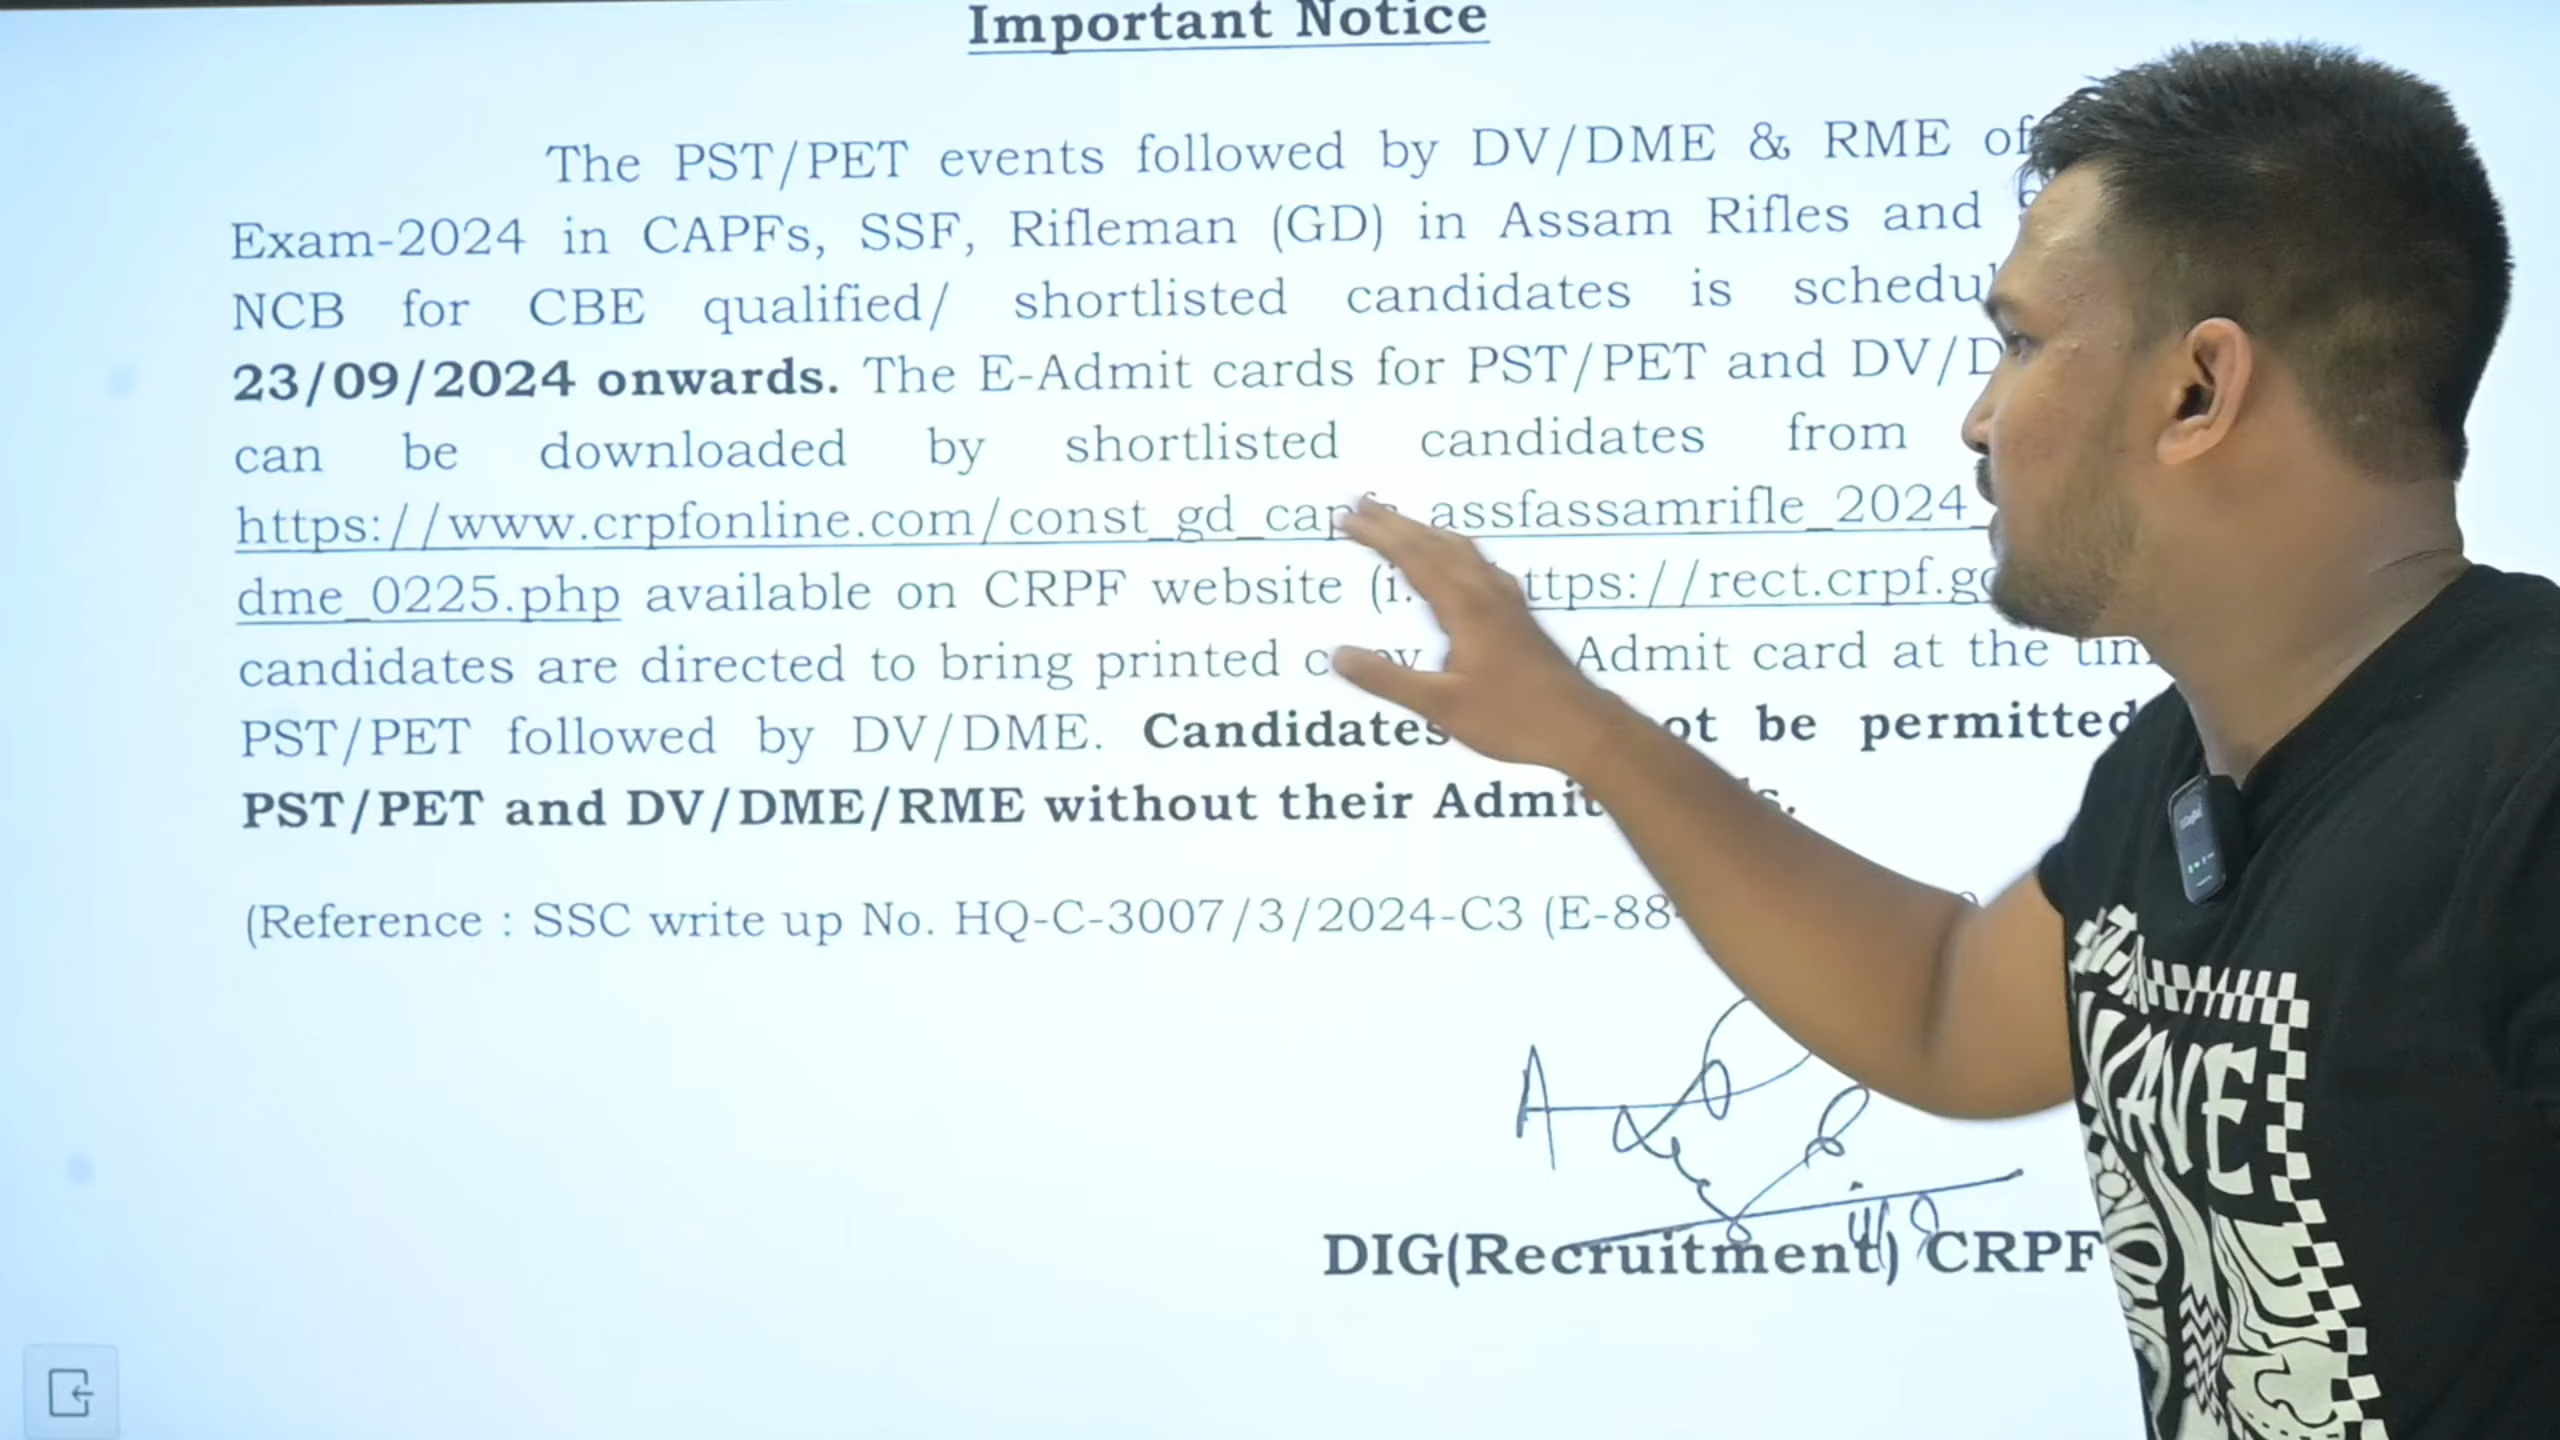 Important Notice
The PST/PET events followed by DV/DME & RME of
Exam-2024 in CAPFs, SSF, Rifleman (GD) in Assam Rifles and
NCB for CBE qualified/ shortlisted candidates is
23/09/2024 onwards. The E-Admit cards for PST/PET and
can be downloaded by shortlisted candidates from
https://www.crpfonline.com/const_gd_cap assfassamrifle_2024_
dme_0225.php available on CRPF website (i. ttps://rect.crpf.g
candidates are directed to bring printed Admit card at the
PST/PET followed by DV/DME. Candidates be permitted
PST/PET and DV/DME/RME without their
(Reference : SSC write up No. HQ-C-3007/3/2024-C3 (E-88
DIG(Recruitment) CRPF
WAVE